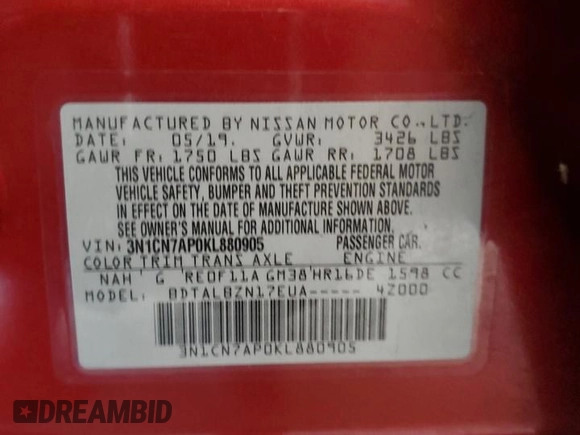 MANUFACTURED BY NISSAN MOTOR CO.,LTD.
DATE: 05/19. GVWR: 3426 LBS
GAWR FR: 1750 LBS GAWR RR: 1708 LBS
THIS VEHICLE CONFORMS TO ALL APPLICABLE FEDERAL MOTOR
VEHICLE SAFETY, BUMPER AND THEFT PREVENTION STANDARDS
IN EFFECT ON THE DATE OF MANUFACTURE SHOWN ABOVE.
SEE OWNER'S MANUAL FOR ADDITIONAL INFORMATION.
VIN: 3N1CN7AP0KL880905 PASSENGER CAR.
COLOR TRIM TRANS AXLE ENGINE
NAH ' G 'RE0F11A GM38'HR16DE 1598 CC
MODEL: BDTALBZN17EUA----- 4Z000
3N1CN7AP0KL880905
DREAMBID